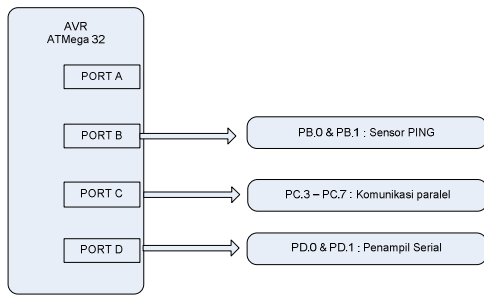 AVR
ATMega 32
PORT A
PORT B
PB.0 & PB.1 : Sensor PING
PORT C
PC.3 – PC.7 : Komunikasi paralel
PORT D
PD.0 & PD.1 : Penampil Serial